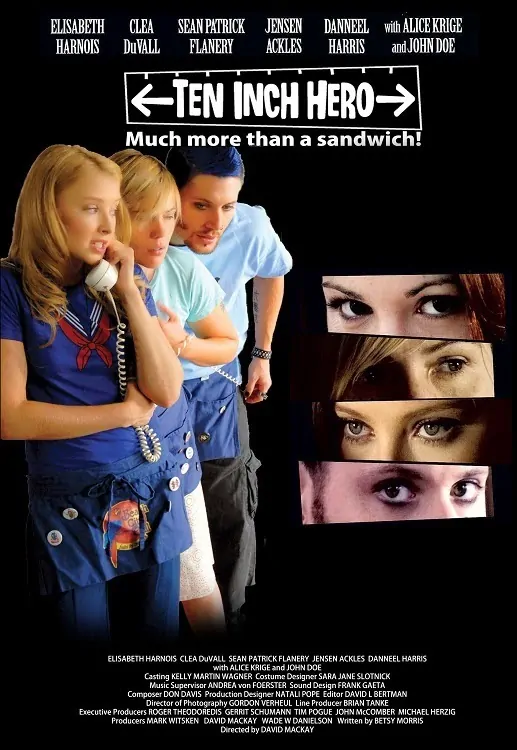 ELISABETH HARNOIS CLEA DuVALL SEAN PATRICK FLANERY JENSEN ACKLES DANNEEL HARRIS with ALICE KRIGE and JOHN DOE
TEN INCH HERO
Much more than a sandwich!
ELISABETH HARNOIS CLEA DuVALL SEAN PATRICK FLANERY JENSEN ACKLES DANNEEL HARRIS
with ALICE KRIGE and JOHN DOE
Casting KELLY MARTIN WAGNER Costume Designer SARA JANE SLOTNICK
Music Supervisor ANDREA von FOERSTER Sound Design FRANK GAETA
Composer DON DAVIS Production Designer NATALI POPE Editor DAVID L BERTMAN
Director of Photography GORDON VERHEUL Line Producer BRIAN TANKE
Executive Producers ROGER THEODOREDIS GERRIT SCHUMANN TIM POGUE JOHN McCOMBER MICHAEL HERZIG
Producers MARK WITSKEN DAVID MACKAY WADE W DANIELSON Written by BETSY MORRIS
Directed by DAVID MACKAY